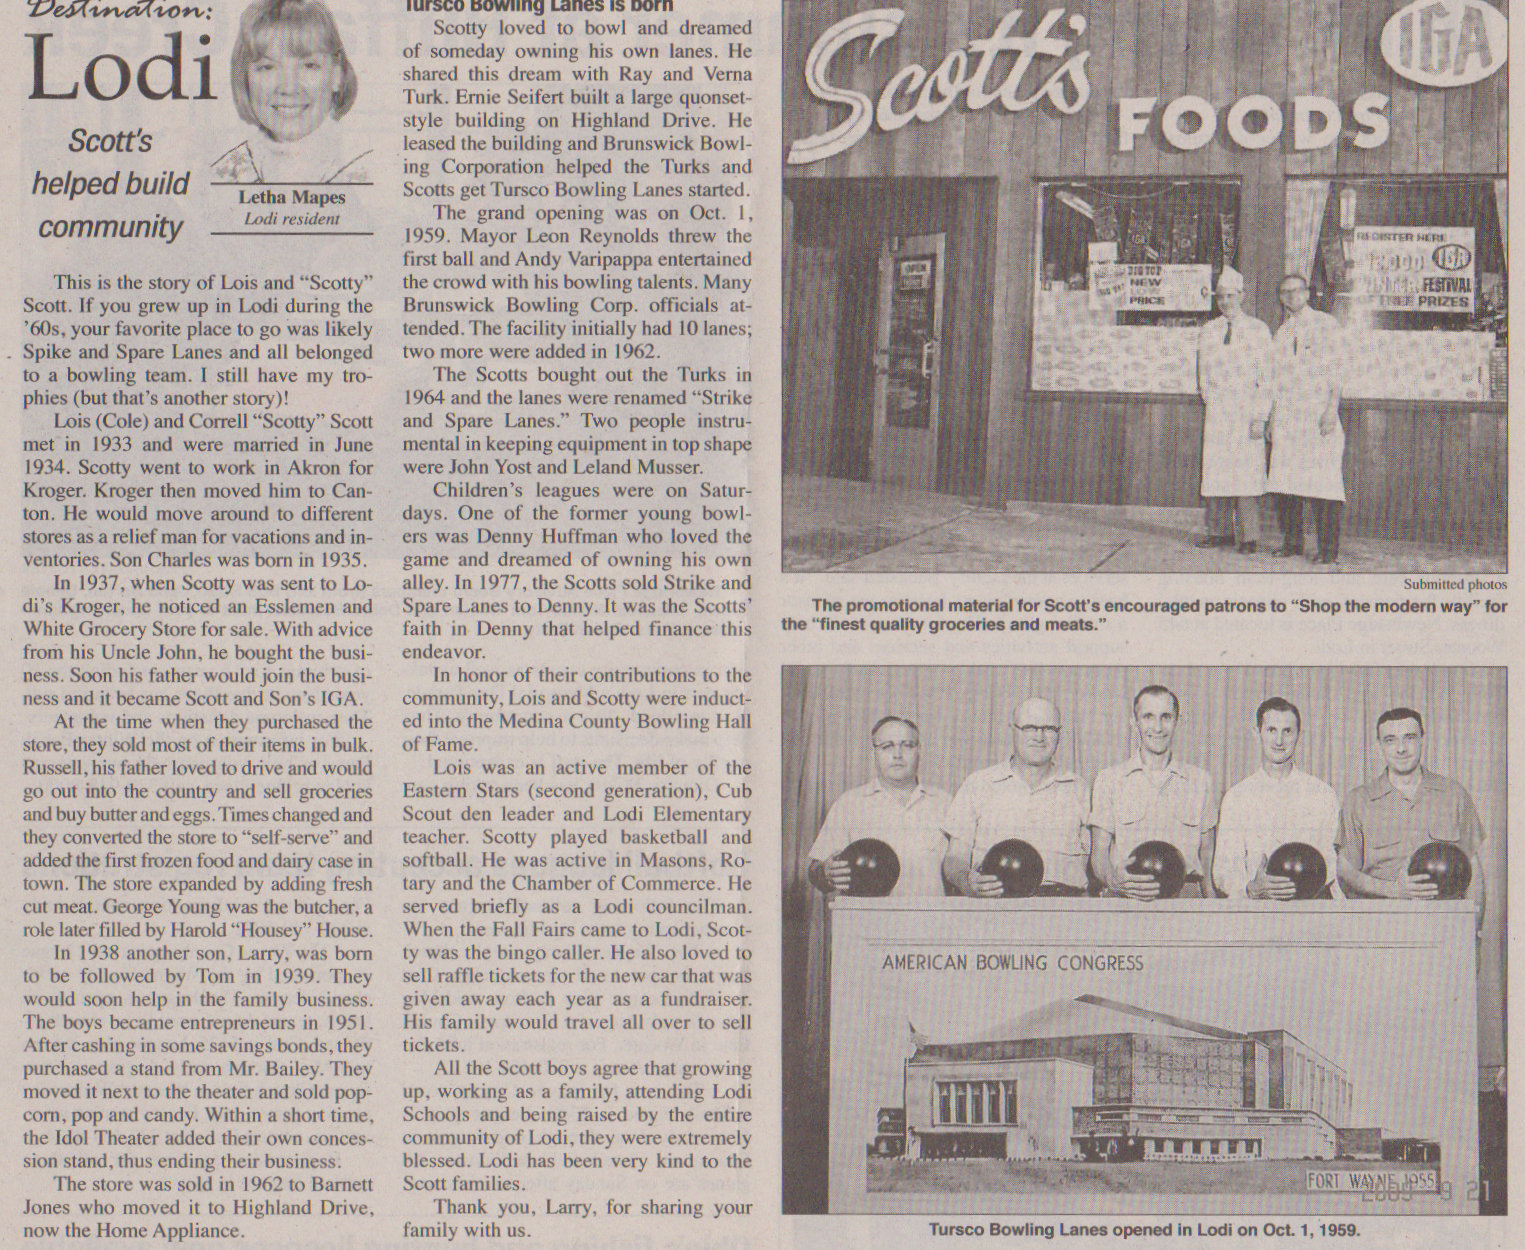 Destination:
Lodi
Scott's
helped build
community
Letha Mapes
Lodi resident
This is the story of Lois and “Scotty”
Scott. If you grew up in Lodi during the
’60s, your favorite place to go was likely
Spike and Spare Lanes and all belonged
to a bowling team. I still have my tro-
phies (but that’s another story)!
Lois (Cole) and Correll “Scotty” Scott
met in 1933 and were married in June
1934. Scotty went to work in Akron for
Kroger. Kroger then moved him to Can-
ton. He would move around to different
stores as a relief man for vacations and in-
ventories. Son Charles was born in 1935.
In 1937, when Scotty was sent to Lo-
di’s Kroger, he noticed an Esslemen and
White Grocery Store for sale. With advice
from his Uncle John, he bought the busi-
ness. Soon his father would join the busi-
ness and it became Scott and Son’s IGA.
At the time when they purchased the
store, they sold most of their items in bulk.
Russell, his father loved to drive and would
go out into the country and sell groceries
and buy butter and eggs. Times changed and
they converted the store to “self-serve” and
added the first frozen food and dairy case in
town. The store expanded by adding fresh
cut meat. George Young was the butcher, a
role later filled by Harold “Housey” House.
In 1938 another son, Larry, was born
to be followed by Tom in 1939. They
would soon help in the family business.
The boys became entrepreneurs in 1951.
After cashing in some savings bonds, they
purchased a stand from Mr. Bailey. They
moved it next to the theater and sold pop-
corn, pop and candy. Within a short time,
the Idol Theater added their own conces-
sion stand, thus ending their business.
The store was sold in 1962 to Barnett
Jones who moved it to Highland Drive,
now the Home Appliance.
Tursco Bowling Lanes is born
Scotty loved to bowl and dreamed
of someday owning his own lanes. He
shared this dream with Ray and Verna
Turk. Ernie Seifert built a large quonset-
style building on Highland Drive. He
leased the building and Brunswick Bowl-
ing Corporation helped the Turks and
Scotts get Tursco Bowling Lanes started.
The grand opening was on Oct. 1,
1959. Mayor Leon Reynolds threw the
first ball and Andy Varipappa entertained
the crowd with his bowling talents. Many
Brunswick Bowling Corp. officials at-
tended. The facility initially had 10 lanes;
two more were added in 1962.
The Scotts bought out the Turks in
1964 and the lanes were renamed “Strike
and Spare Lanes.” Two people instru-
mental in keeping equipment in top shape
were John Yost and Leland Musser.
Children’s leagues were on Satur-
days. One of the former young bowl-
ers was Denny Huffman who loved the
game and dreamed of owning his own
alley. In 1977, the Scotts sold Strike and
Spare Lanes to Denny. It was the Scotts’
faith in Denny that helped finance this
endeavor.
In honor of their contributions to the
community, Lois and Scotty were induct-
ed into the Medina County Bowling Hall
of Fame.
Lois was an active member of the
Eastern Stars (second generation), Cub
Scout den leader and Lodi Elementary
teacher. Scotty played basketball and
softball. He was active in Masons, Ro-
tary and the Chamber of Commerce. He
served briefly as a Lodi councilman.
When the Fall Fairs came to Lodi, Scot-
ty was the bingo caller. He also loved to
sell raffle tickets for the new car that was
given away each year as a fundraiser.
His family would travel all over to sell
tickets.
All the Scott boys agree that growing
up, working as a family, attending Lodi
Schools and being raised by the entire
community of Lodi, they were extremely
blessed. Lodi has been very kind to the
Scott families.
Thank you, Larry, for sharing your
family with us.
Scott's
FOODS
IGA
OPEN
BIG TOP
NEW
PRICE
REGISTER HERE
IGA
FESTIVAL
FREE PRIZES
Submitted photos
The promotional material for Scott’s encouraged patrons to “Shop the modern way” for
the “finest quality groceries and meats.”
AMERICAN BOWLING CONGRESS
FORT WAYNE 1955
9 21
Tursco Bowling Lanes opened in Lodi on Oct. 1, 1959.